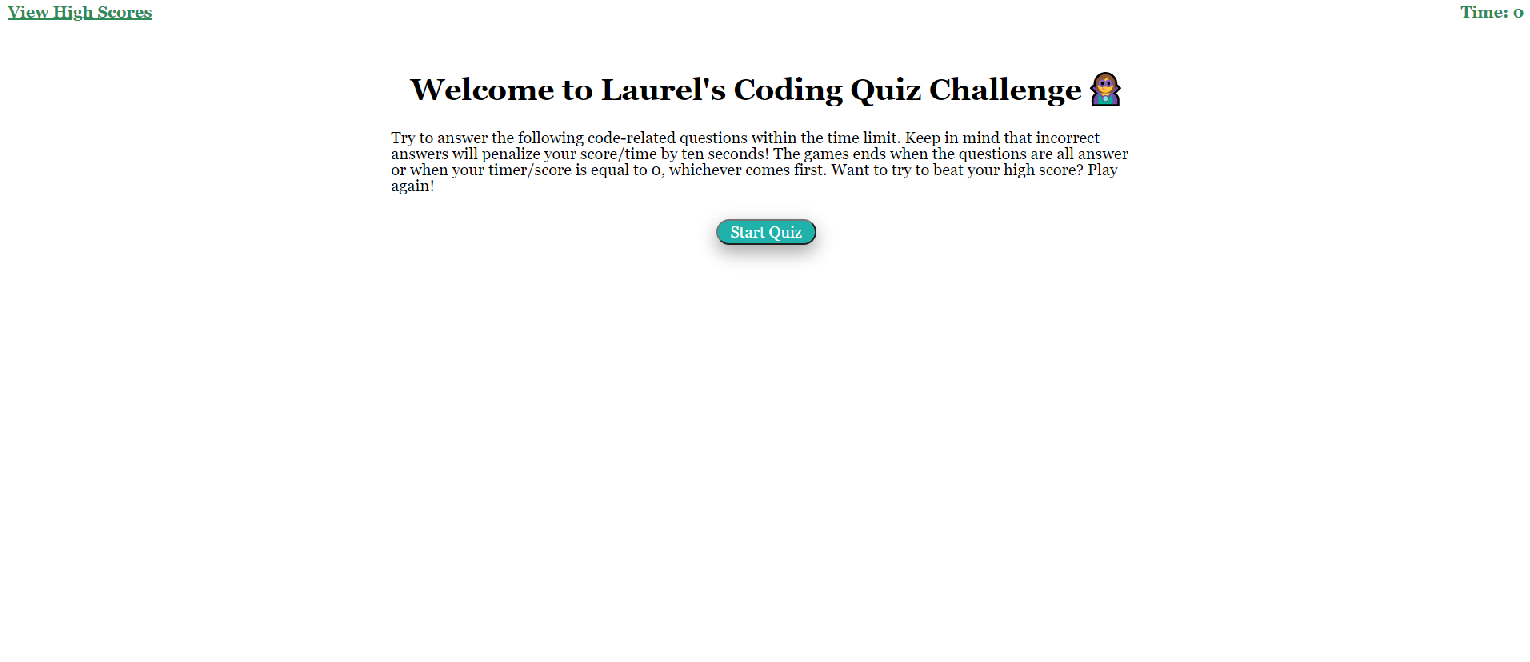 View High Scores
Time: 0
Welcome to Laurel's Coding Quiz Challenge
Try to answer the following code-related questions within the time limit. Keep in mind that incorrect
answers will penalize your score/time by ten seconds! The games ends when the questions are all answer
or when your timer/score is equal to 0, whichever comes first. Want to try to beat your high score? Play
again!
Start Quiz